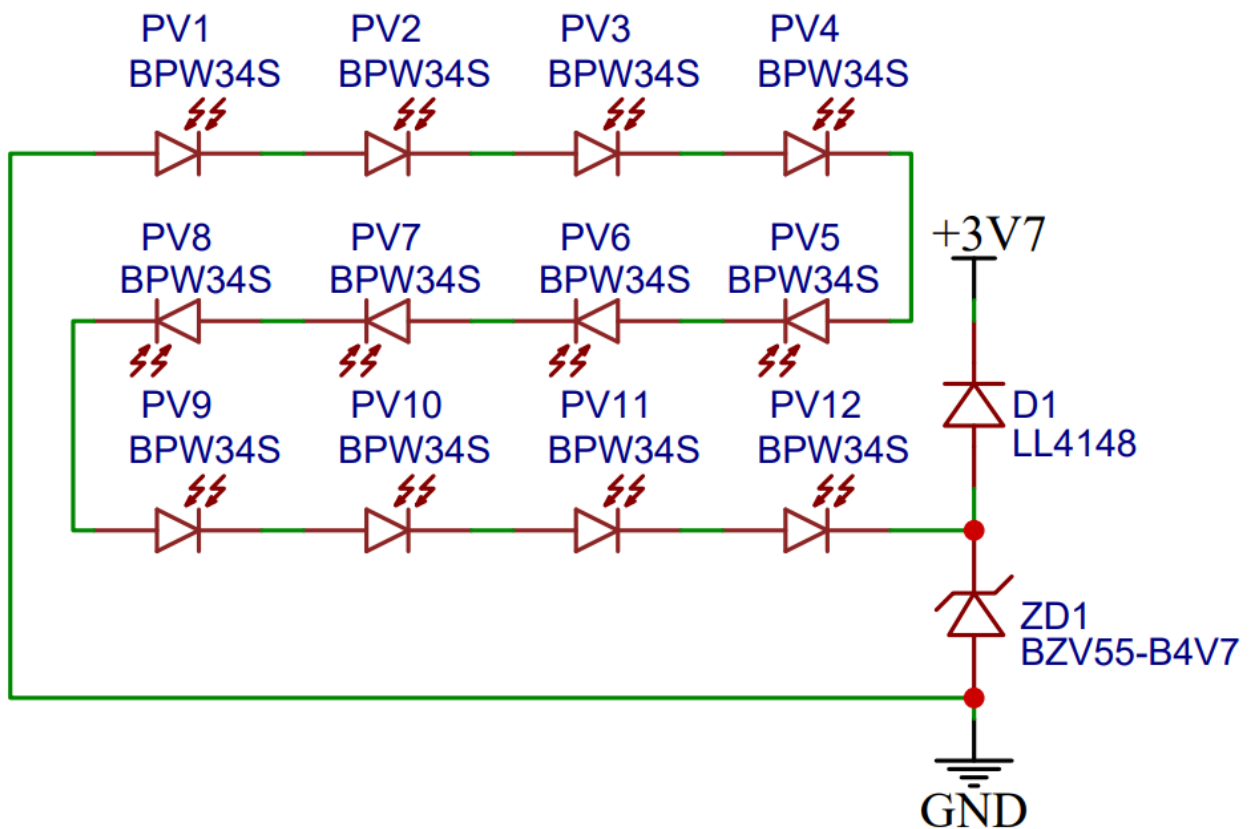 PV1
BPW34S
PV2
BPW34S
PV3
BPW34S
PV4
BPW34S
PV8
BPW34S
PV7
BPW34S
PV6
BPW34S
PV5
BPW34S
+3V7
PV9
BPW34S
PV10
BPW34S
PV11
BPW34S
PV12
BPW34S
D1
LL4148
ZD1
BZV55-B4V7
GND